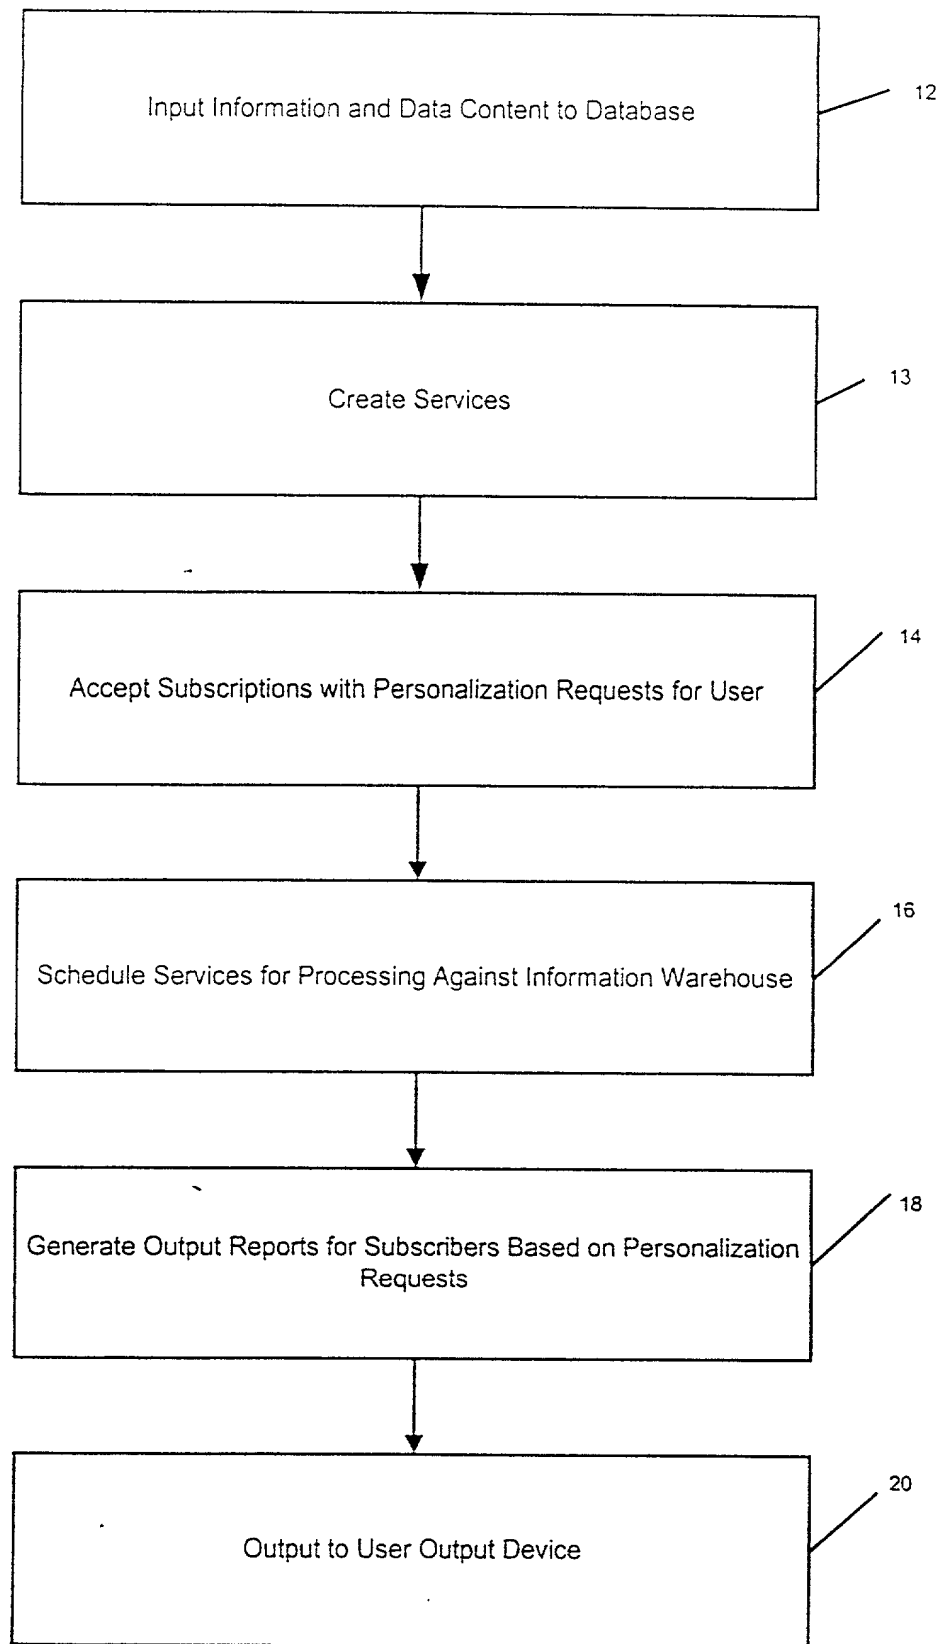 Input Information and Data Content to Database
12
Create Services
13
Accept Subscriptions with Personalization Requests for User
14
Schedule Services for Processing Against Information Warehouse
16
Generate Output Reports for Subscribers Based on Personalization
Requests
18
Output to User Output Device
20